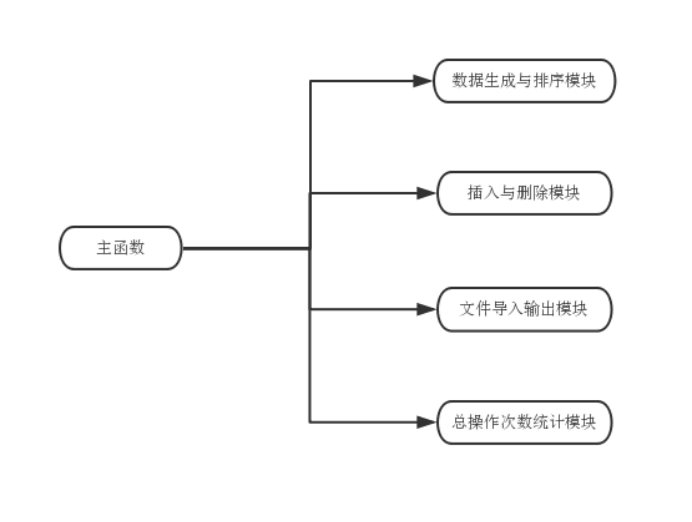 数据生成与排序模块
插入与删除模块
主函数
文件导入输出模块
总操作次数统计模块